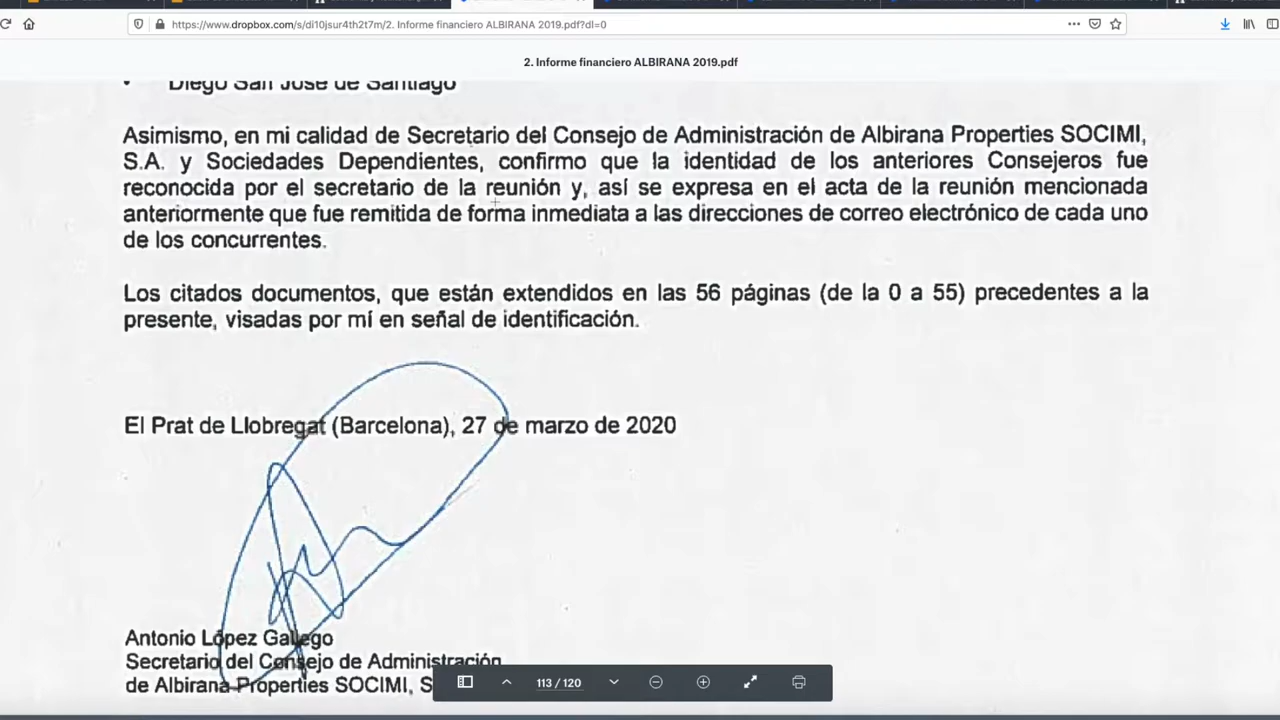 https://www.dropbox.com/s/di10jsur4th2t7m/2. Informe financiero ALBIRANA 2019.pdf?dl=0
2. Informe financiero ALBIRANA 2019.pdf
• Diego San José de Santiago
Asimismo, en mi calidad de Secretario del Consejo de Administración de Albirana Properties SOCIMI,
S.A. y Sociedades Dependientes, confirmo que la identidad de los anteriores Consejeros fue
reconocida por el secretario de la reunión y, así se expresa en el acta de la reunión mencionada
anteriormente que fue remitida de forma inmediata a las direcciones de correo electrónico de cada uno
de los concurrentes.
Los citados documentos, que están extendidos en las 56 páginas (de la 0 a 55) precedentes a la
presente, visadas por mí en señal de identificación.
El Prat de Llobregat (Barcelona), 27 de marzo de 2020
Antonio López Gallego
Secretario del Consejo de Administración
de Albirana Properties SOCIMI, S
113 / 120